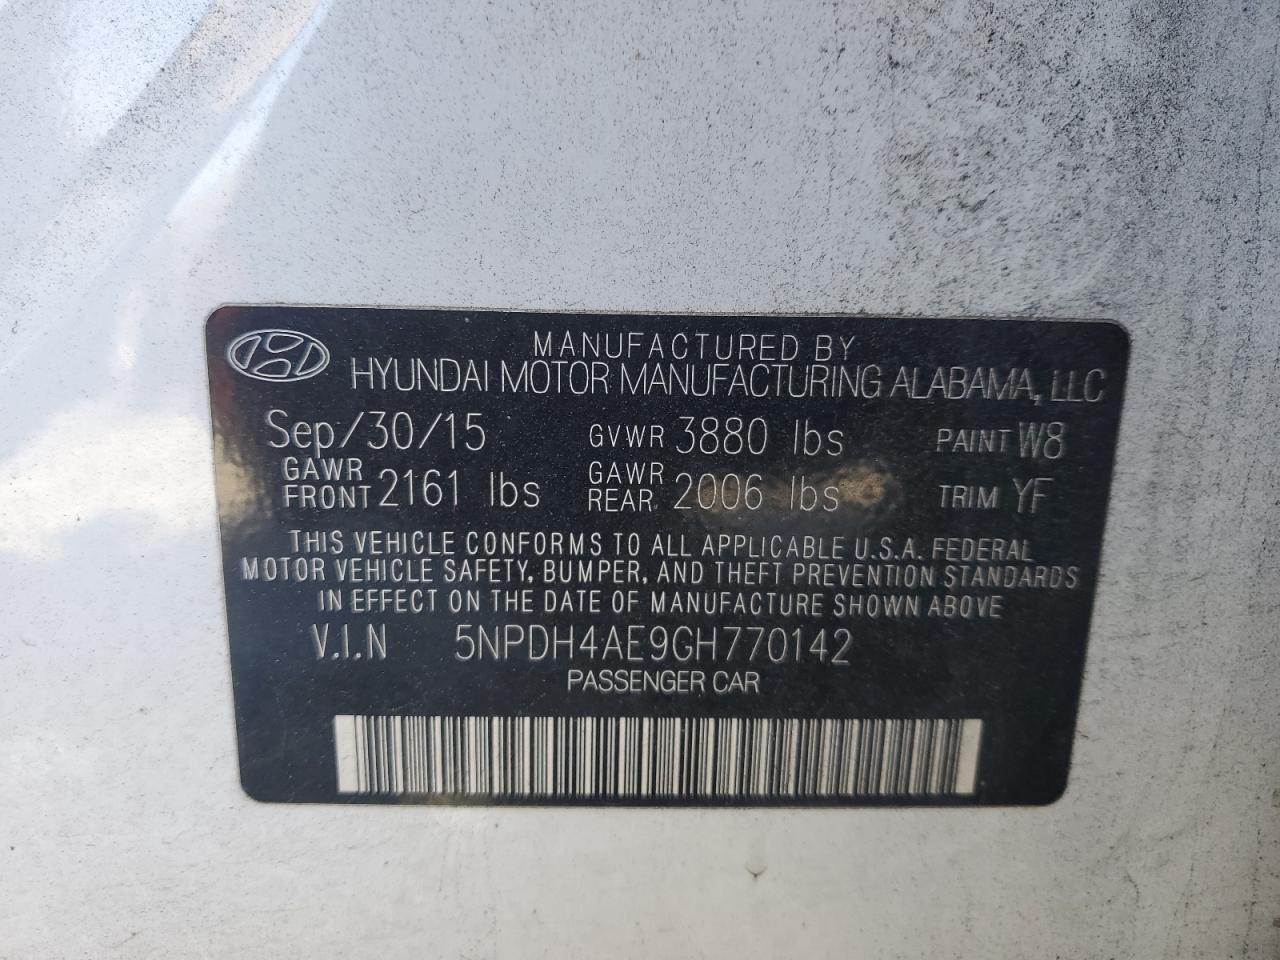 MANUFACTURED BY
HYUNDAI MOTOR MANUFACTURING ALABAMA, LLC
Sep/30/15 GVWR 3880 lbs PAINT W8
GAWR FRONT 2161 lbs GAWR REAR 2006 lbs TRIM YF
THIS VEHICLE CONFORMS TO ALL APPLICABLE U.S.A. FEDERAL
MOTOR VEHICLE SAFETY, BUMPER, AND THEFT PREVENTION STANDARDS
IN EFFECT ON THE DATE OF MANUFACTURE SHOWN ABOVE
V.I.N 5NPDH4AE9GH770142
PASSENGER CAR